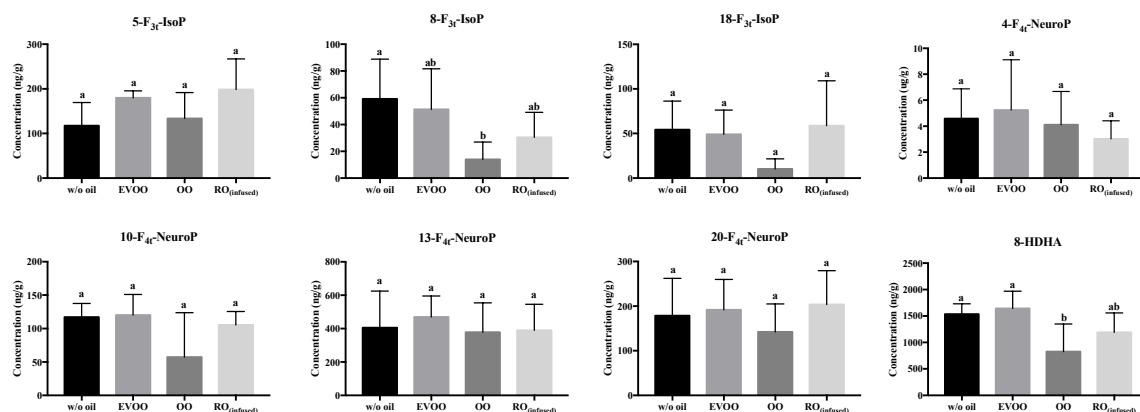 5-F3t-IsoP
Concentration (ng/g)
300
200
100
0
a
a
a
a
w/o oil EVOO OO RO(infused)
8-F3t-IsoP
Concentration (ng/g)
100
80
60
40
20
0
a
ab
b
ab
w/o oil EVOO OO RO(infused)
18-F3t-IsoP
Concentration (ng/g)
150
100
50
0
a
a
a
a
w/o oil EVOO OO RO(infused)
4-F4t-NeuroP
Concentration (ug/g)
6
4
2
0
a
a
a
a
w/o oil EVOO OO RO(infused)
10-F4t-NeuroP
Concentration (ng/g)
200
150
100
50
0
a
a
a
a
w/o oil EVOO OO RO(infused)
13-F4t-NeuroP
Concentration (ng/g)
800
600
400
200
0
a
a
a
a
w/o oil EVOO OO RO(infused)
20-F4t-NeuroP
Concentration (ng/g)
300
200
100
0
a
a
a
a
w/o oil EVOO OO RO(infused)
8-HDHA
Concentration (ng/g)
2500
2000
1500
1000
500
0
a
a
b
ab
w/o oil EVOO OO RO(infused)